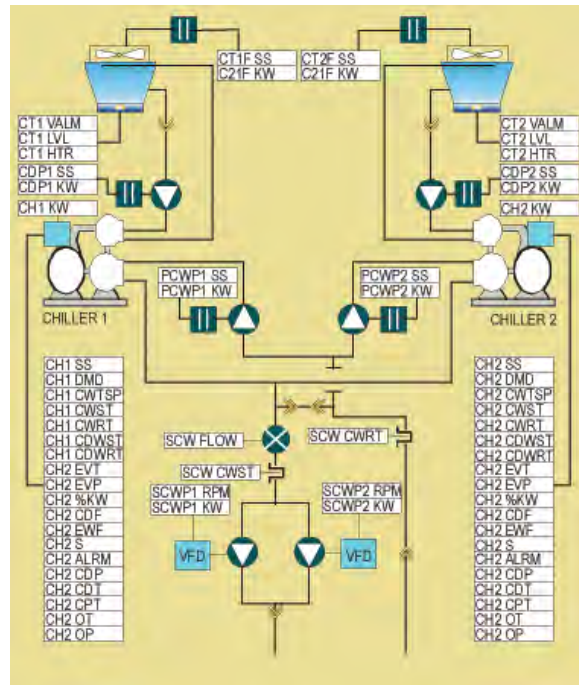 CT1F SS
C21F KW
CT2F SS
C21F KW
CT1 VALM
CT1 LVL
CT1 HTR
CT2 VALM
CT2 LVL
CT2 HTR
CDP1 SS
CDP1 KW
CDP2 SS
CDP2 KW
CH1 KW
CH2 KW
PCWP1 SS
PCWP1 KW
PCWP2 SS
PCWP2 KW
CHILLER 1
CHILLER 2
CH1 SS
CH1 DMD
CH1 CWTSP
CH1 CWST
CH1 CWRT
CH1 CDWST
CH1 CDWRT
CH2 EVT
CH2 EVP
CH2 %KW
CH2 CDF
CH2 EWF
CH2 S
CH2 ALRM
CH2 CDP
CH2 CDT
CH2 CPT
CH2 OT
CH2 OP
SCW FLOW
SCW CWRT
SCW CWST
SCWP1 RPM
SCWP1 KW
SCWP2 RPM
SCWP2 KW
VFD
VFD
CH2 SS
CH2 DMD
CH2 CWTSP
CH2 CWST
CH2 CWRT
CH2 CDWST
CH2 CDWRT
CH2 EVT
CH2 EVP
CH2 %KW
CH2 CDF
CH2 EWF
CH2 S
CH2 ALRM
CH2 CDP
CH2 CDT
CH2 CPT
CH2 OT
CH2 OP